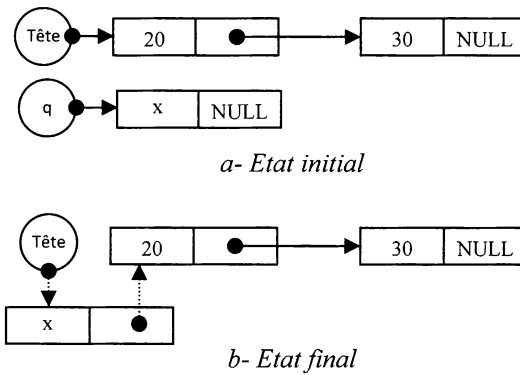 Tête 20 30 NULL
q x NULL
a- Etat initial
Tête 20 30 NULL
x
b- Etat final